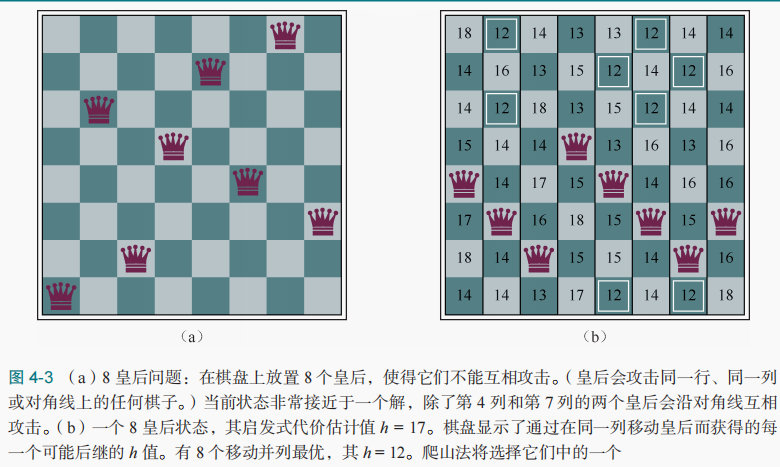 18 12 14 13 13 12 14 14
14 16 13 15 12 14 12 16
14 12 18 13 15 12 14 14
15 14 14 13 16 13 16
14 17 15 14 16 16
17 16 18 15 15
18 14 15 15 14 16
14 14 13 17 12 14 12 18
（a） （b）
图 4-3 （a）8 皇后问题：在棋盘上放置 8 个皇后，使得它们不能互相攻击。（皇后会攻击同一行、同一列
或对角线上的任何棋子。）当前状态非常接近于一个解，除了第 4 列和第 7 列的两个皇后会沿对角线互相
攻击。（b）一个 8 皇后状态，其启发式代价估计值 h = 17。棋盘显示了通过在同一列移动皇后而获得的每
一个可能后继的 h 值。有 8 个移动并列最优，其 h = 12。爬山法将选择它们中的一个